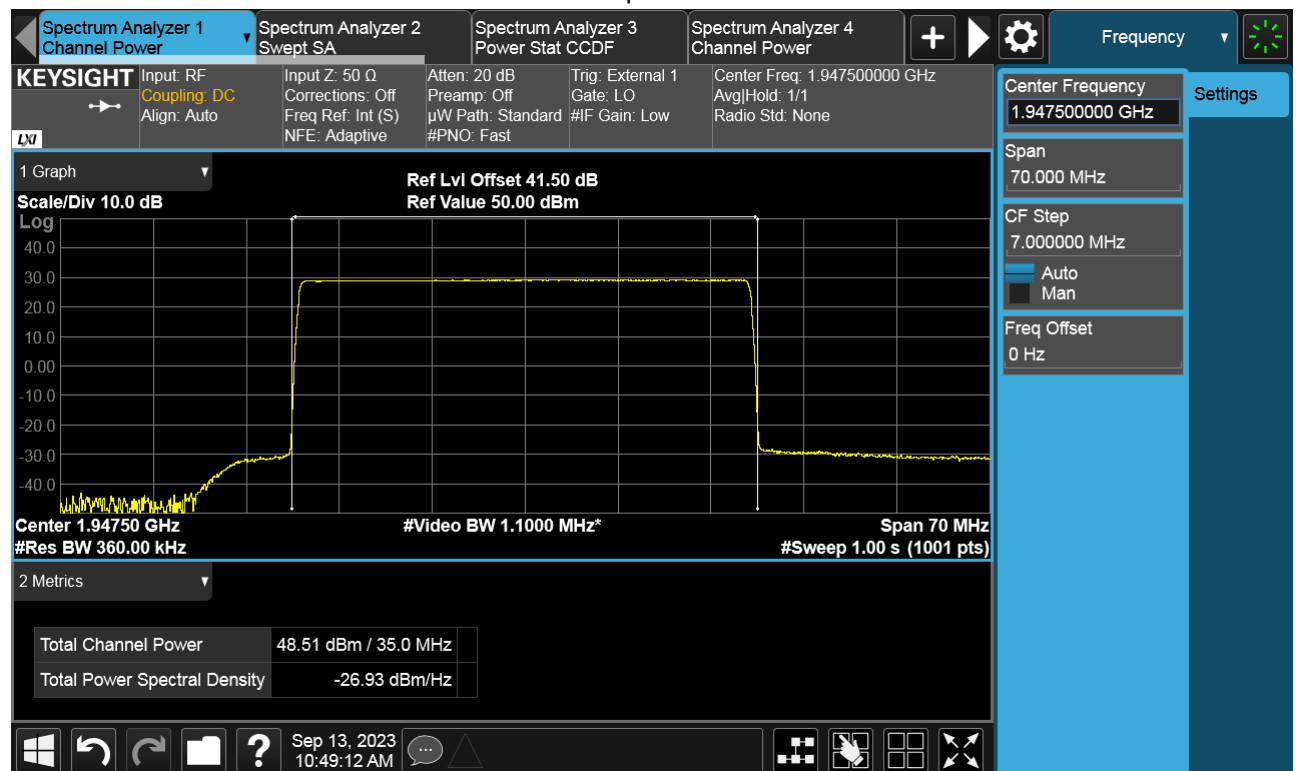 Spectrum Analyzer 1
Channel Power
Spectrum Analyzer 2
Swept SA
Spectrum Analyzer 3
Power Stat CCDF
Spectrum Analyzer 4
Channel Power
Frequency
KEYSIGHT
LXI
Input: RF
Coupling: DC
Align: Auto
Input Z: 50 Ω
Corrections: Off
Freq Ref: Int (S)
NFE: Adaptive
Atten: 20 dB
Preamp: Off
µW Path: Standard
#PNO: Fast
Trig: External 1
Gate: LO
#IF Gain: Low
Center Freq: 1.947500000 GHz
Avg|Hold: 1/1
Radio Std: None
Center Frequency
1.947500000 GHz
Settings
Span
70.000 MHz
CF Step
7.000000 MHz
Auto
Man
Freq Offset
0 Hz
1 Graph
Scale/Div 10.0 dB
Ref Lvl Offset 41.50 dB
Ref Value 50.00 dBm
Log
40.0
30.0
20.0
10.0
0.00
-10.0
-20.0
-30.0
-40.0
Center 1.94750 GHz
#Video BW 1.1000 MHz*
Span 70 MHz
#Res BW 360.00 kHz
#Sweep 1.00 s (1001 pts)
2 Metrics
Total Channel Power 48.51 dBm / 35.0 MHz
Total Power Spectral Density -26.93 dBm/Hz
?
Sep 13, 2023
10:49:12 AM